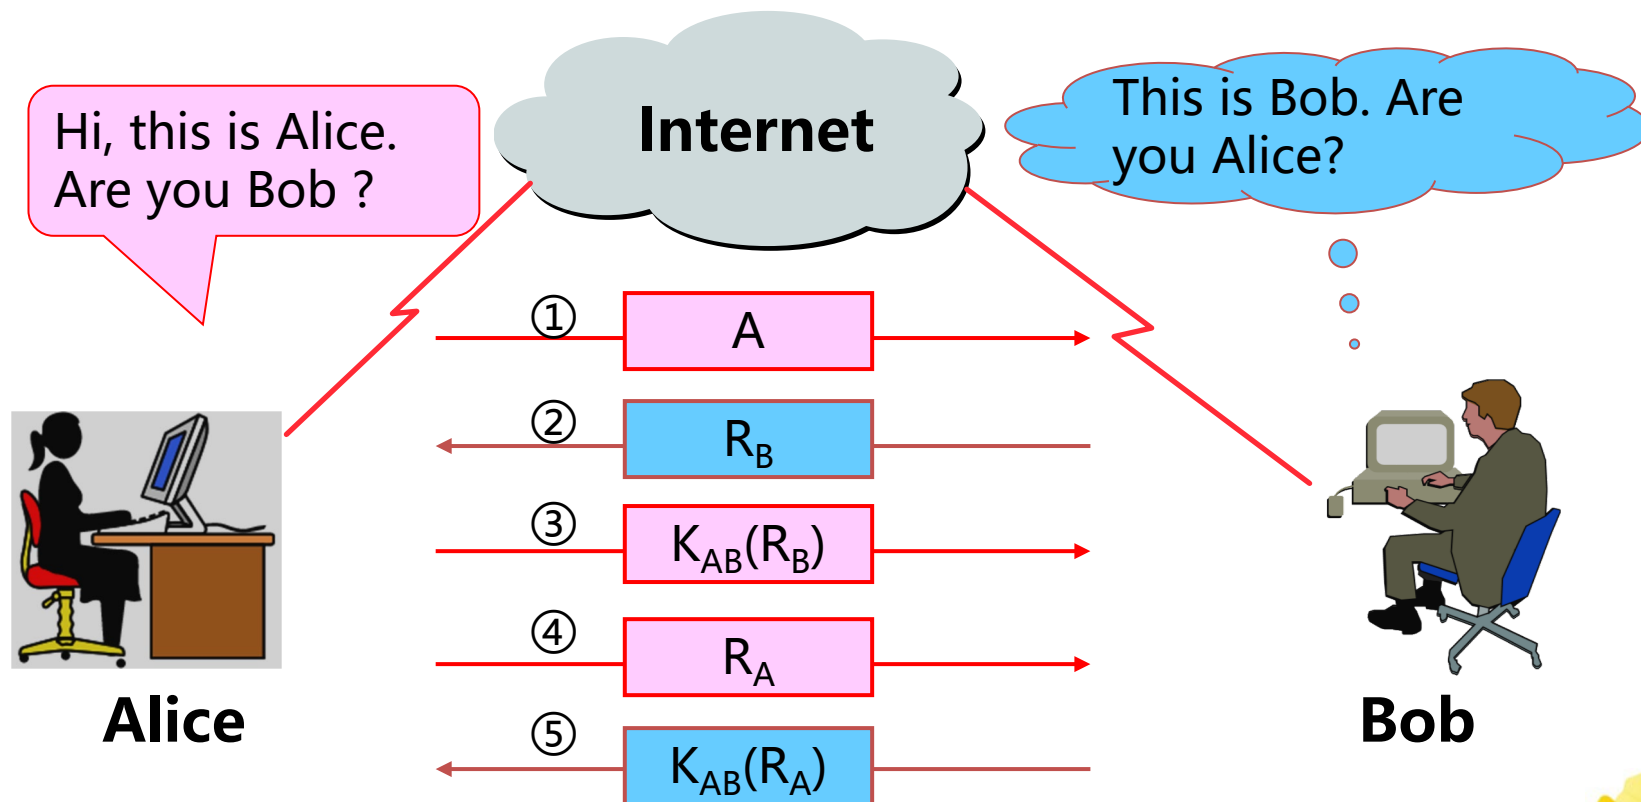 Hi, this is Alice.
Are you Bob ?
Internet
This is Bob. Are
you Alice?
① A
② R_B
③ K_AB(R_B)
④ R_A
⑤ K_AB(R_A)
Alice
Bob